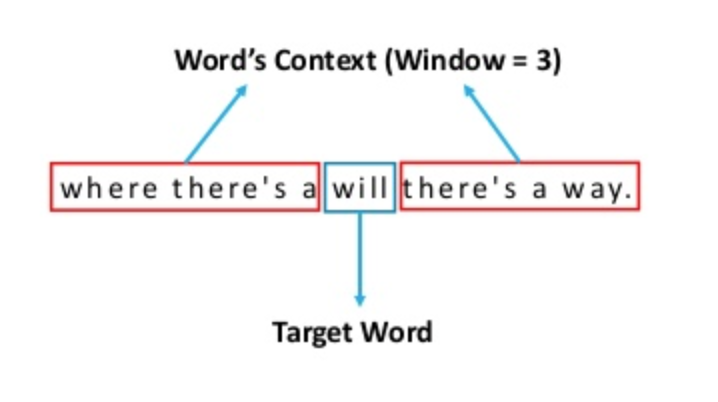 Word’s Context (Window = 3)
where there's a will there's a way.
Target Word